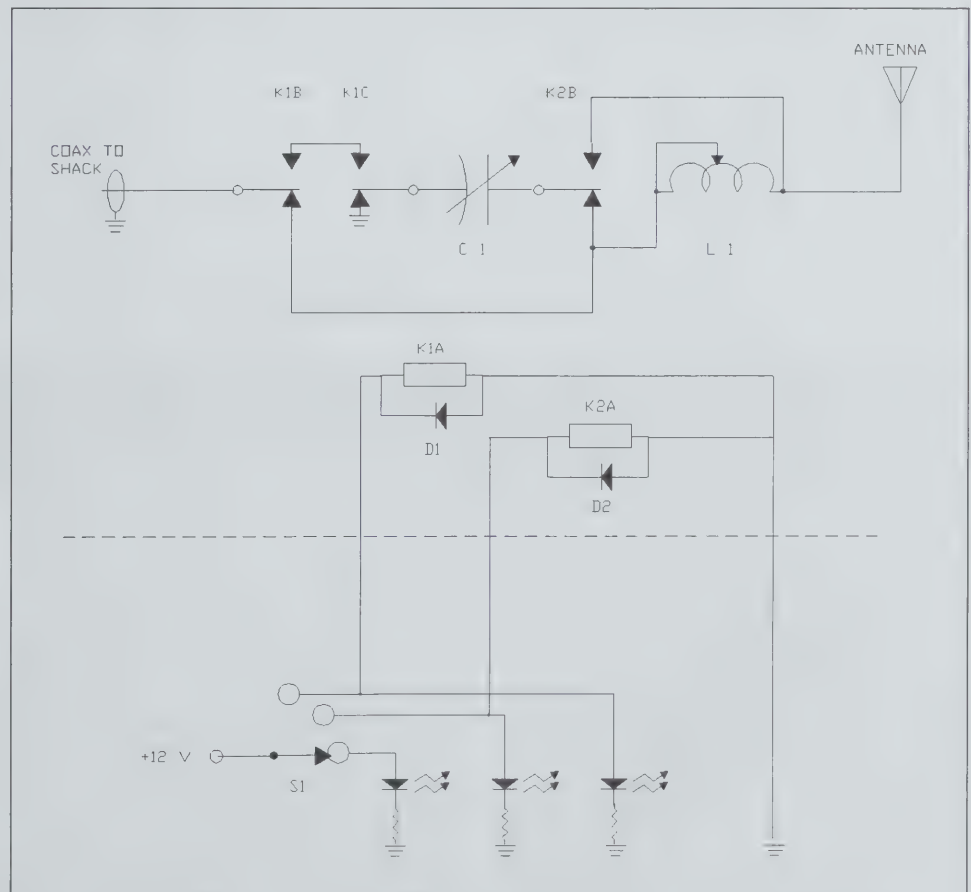 ANTENNA
K1B K1C K2B
COAX TO
SHACK
C 1
L 1
K1A
D1
K2A
D2
+12 V
S1